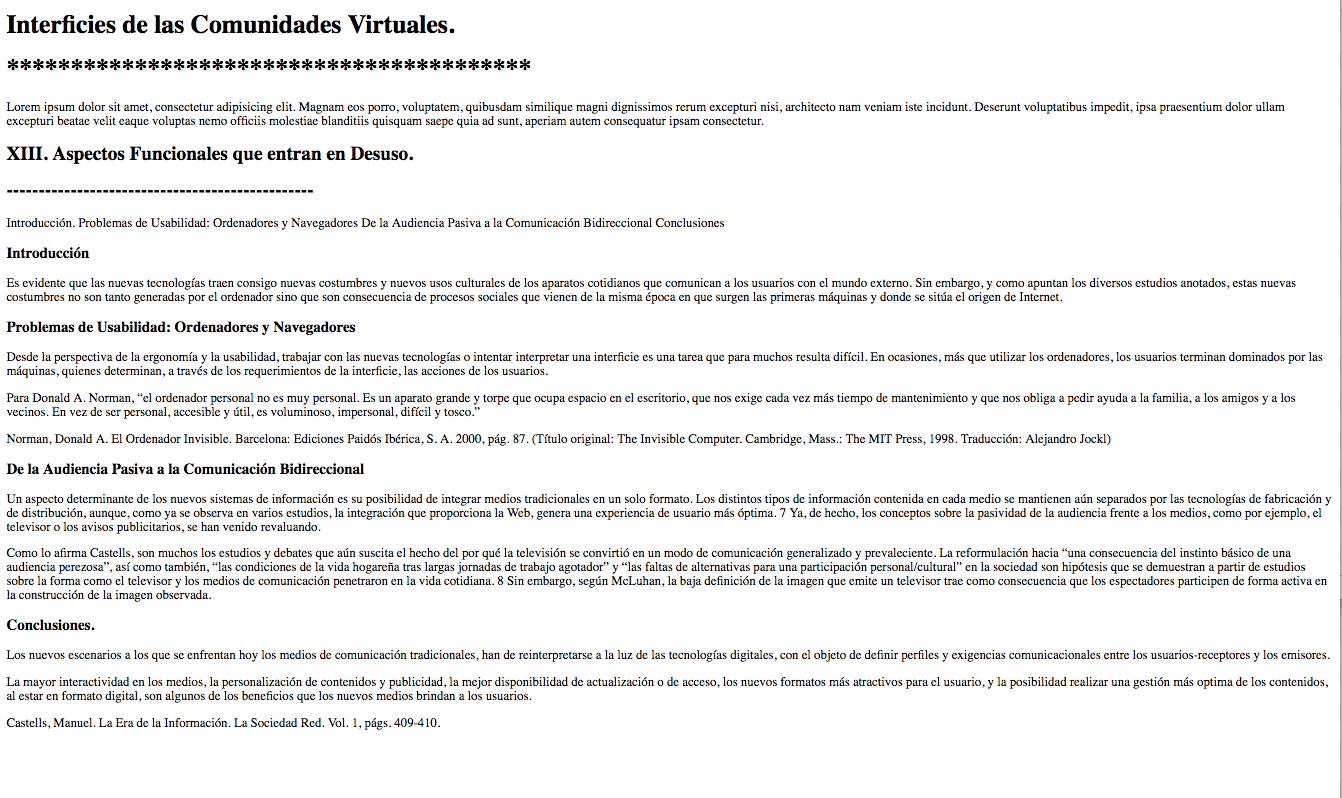 Interficies de las Comunidades Virtuales.
*****************************************
Lorem ipsum dolor sit amet, consectetur adipisicing elit. Magnam eos porro, voluptatem, quibusdam similique magni dignissimos rerum excepturi nisi, architecto nam veniam iste incidunt. Deserunt voluptatibus impedit, ipsa praesentium dolor ullam
excepturi beatae velit eaque voluptas nemo officiis molestiae blanditiis quisquam saepe quia ad sunt, aperiam autem consequatur ipsam consectetur.
XIII. Aspectos Funcionales que entran en Desuso.
------------------------------------------------
Introducción. Problemas de Usabilidad: Ordenadores y Navegadores De la Audiencia Pasiva a la Comunicación Bidireccional Conclusiones
Introducción
Es evidente que las nuevas tecnologías traen consigo nuevas costumbres y nuevos usos culturales de los aparatos cotidianos que comunican a los usuarios con el mundo externo. Sin embargo, y como apuntan los diversos estudios anotados, estas nuevas
costumbres no son tanto generadas por el ordenador sino que son consecuencia de procesos sociales que vienen de la misma época en que surgen las primeras máquinas y donde se sitúa el origen de Internet.
Problemas de Usabilidad: Ordenadores y Navegadores
Desde la perspectiva de la ergonomía y la usabilidad, trabajar con las nuevas tecnologías o intentar interpretar una interficie es una tarea que para muchos resulta difícil. En ocasiones, más que utilizar los ordenadores, los usuarios terminan dominados por las
máquinas, quienes determinan, a través de los requerimientos de la interficie, las acciones de los usuarios.
Para Donald A. Norman, “el ordenador personal no es muy personal. Es un aparato grande y torpe que ocupa espacio en el escritorio, que nos exige cada vez más tiempo de mantenimiento y que nos obliga a pedir ayuda a la familia, a los amigos y a los
vecinos. En vez de ser personal, accesible y útil, es voluminoso, impersonal, difícil y tosco.”
Norman, Donald A. El Ordenador Invisible. Barcelona: Ediciones Paidós Ibérica, S. A. 2000, pág. 87. (Título original: The Invisible Computer. Cambridge, Mass.: The MIT Press, 1998. Traducción: Alejandro Jockl)
De la Audiencia Pasiva a la Comunicación Bidireccional
Un aspecto determinante de los nuevos sistemas de información es su posibilidad de integrar medios tradicionales en un solo formato. Los distintos tipos de información contenida en cada medio se mantienen aún separados por las tecnologías de fabricación y
de distribución, aunque, como ya se observa en varios estudios, la integración que proporciona la Web, genera una experiencia de usuario más óptima. 7 Ya, de hecho, los conceptos sobre la pasividad de la audiencia frente a los medios, como por ejemplo, el
televisor o los avisos publicitarios, se han venido revaluando.
Como lo afirma Castells, son muchos los estudios y debates que aún suscita el hecho del por qué la televisión se convirtió en un modo de comunicación generalizado y prevaleciente. La reformulación hacia “una consecuencia del instinto básico de una
audiencia perezosa”, así como también, “las condiciones de la vida hogareña tras largas jornadas de trabajo agotador” y “las faltas de alternativas para una participación personal/cultural” en la sociedad son hipótesis que se demuestran a partir de estudios
sobre la forma como el televisor y los medios de comunicación penetraron en la vida cotidiana. 8 Sin embargo, según McLuhan, la baja definición de la imagen que emite un televisor trae como consecuencia que los espectadores participen de forma activa en
la construcción de la imagen observada.
Conclusiones.
Los nuevos escenarios a los que se enfrentan hoy los medios de comunicación tradicionales, han de reinterpretarse a la luz de las tecnologías digitales, con el objeto de definir perfiles y exigencias comunicacionales entre los usuarios-receptores y los emisores.
La mayor interactividad en los medios, la personalización de contenidos y publicidad, la mejor disponibilidad de actualización o de acceso, los nuevos formatos más atractivos para el usuario, y la posibilidad realizar una gestión más optima de los contenidos,
al estar en formato digital, son algunos de los beneficios que los nuevos medios brindan a los usuarios.
Castells, Manuel. La Era de la Información. La Sociedad Red. Vol. 1, págs. 409-410.